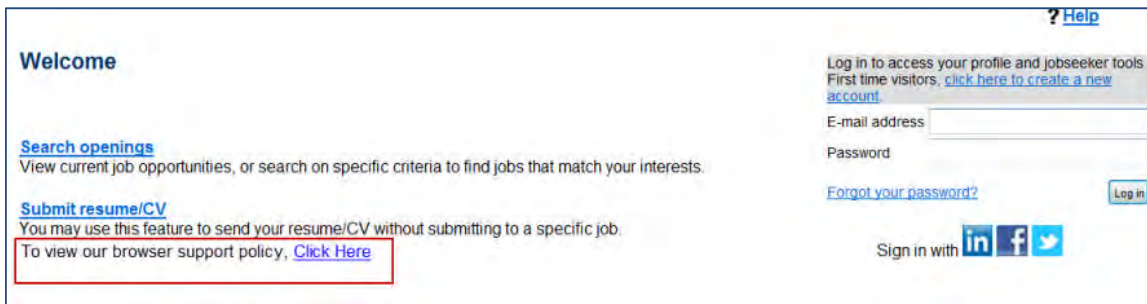 ? Help
Welcome
Log in to access your profile and jobseeker tools
First time visitors, click here to create a new
account.
E-mail address
Search openings
View current job opportunities, or search on specific criteria to find jobs that match your interests.
Password
Forgot your password?
Log in
Submit resume/CV
You may use this feature to send your resume/CV without submitting to a specific job.
To view our browser support policy, Click Here
Sign in with in f